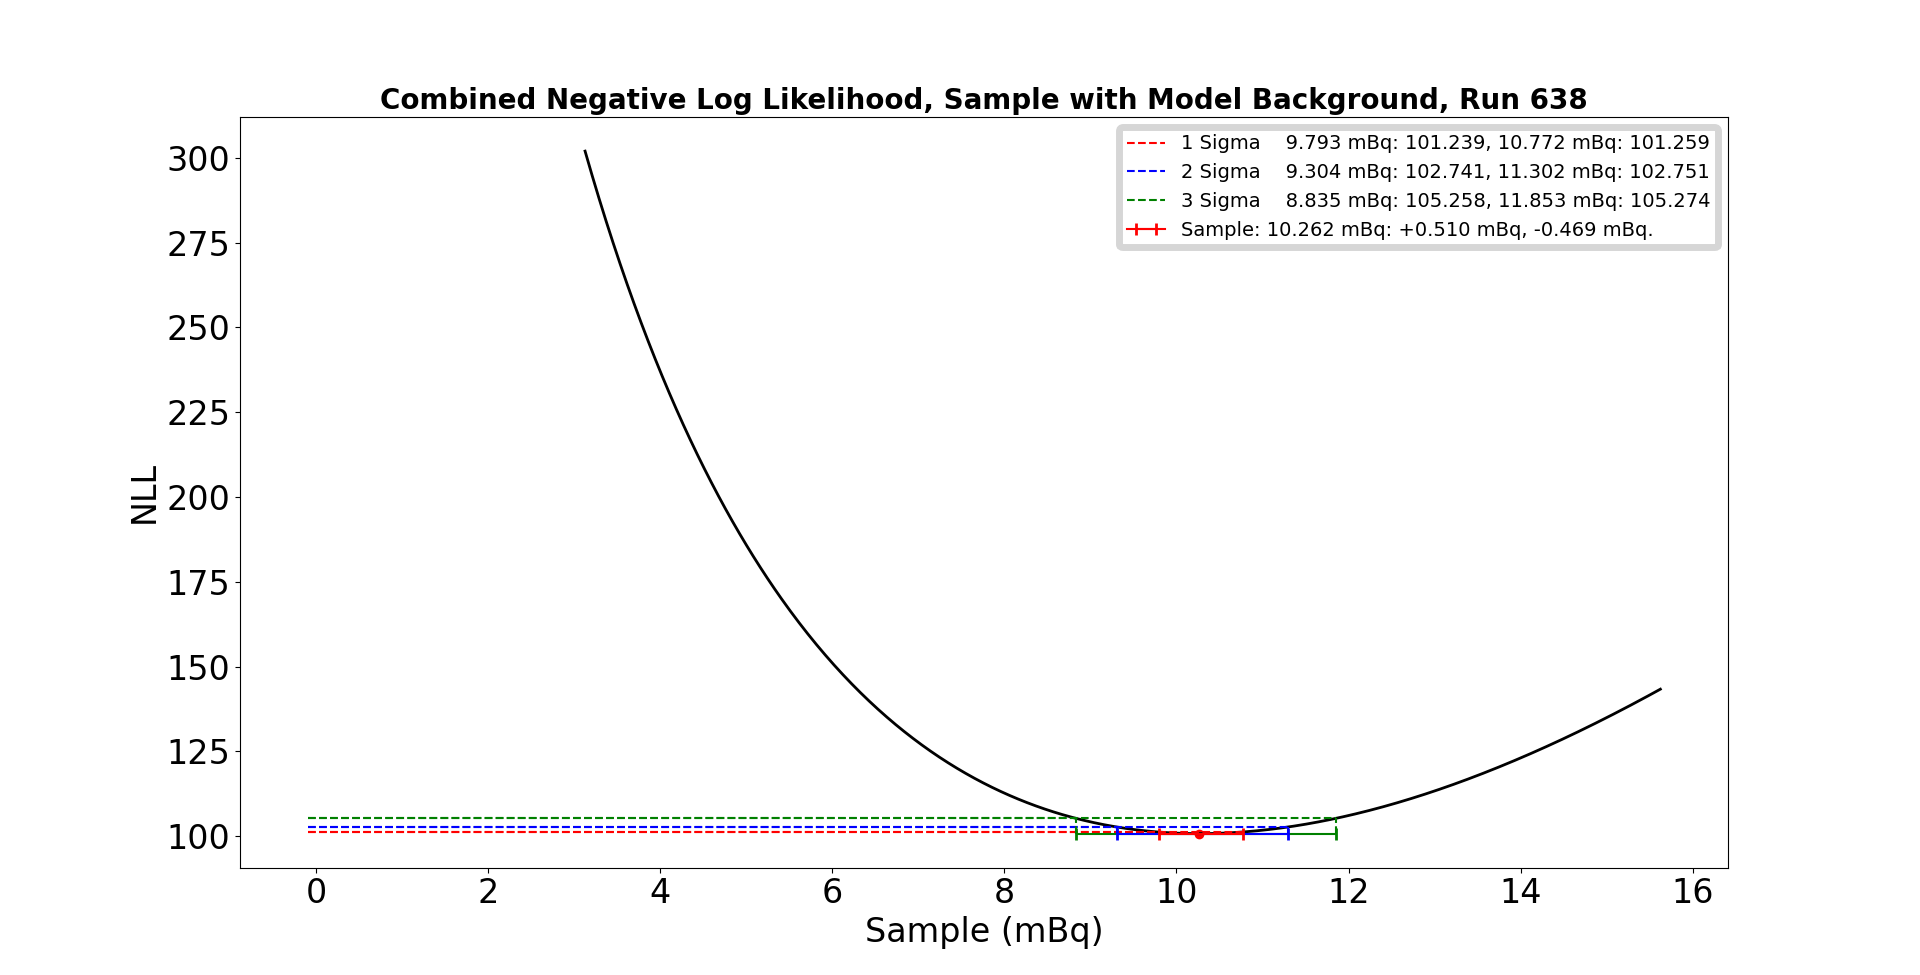 Combined Negative Log Likelihood, Sample with Model Background, Run 638
1 Sigma    9.793 mBq: 101.239, 10.772 mBq: 101.259
2 Sigma    9.304 mBq: 102.741, 11.302 mBq: 102.751
3 Sigma    8.835 mBq: 105.258, 11.853 mBq: 105.274
Sample: 10.262 mBq: +0.510 mBq, -0.469 mBq.
300
275
250
225
200
175
150
125
100
NLL
0 2 4 6 8 10 12 14 16
Sample (mBq)